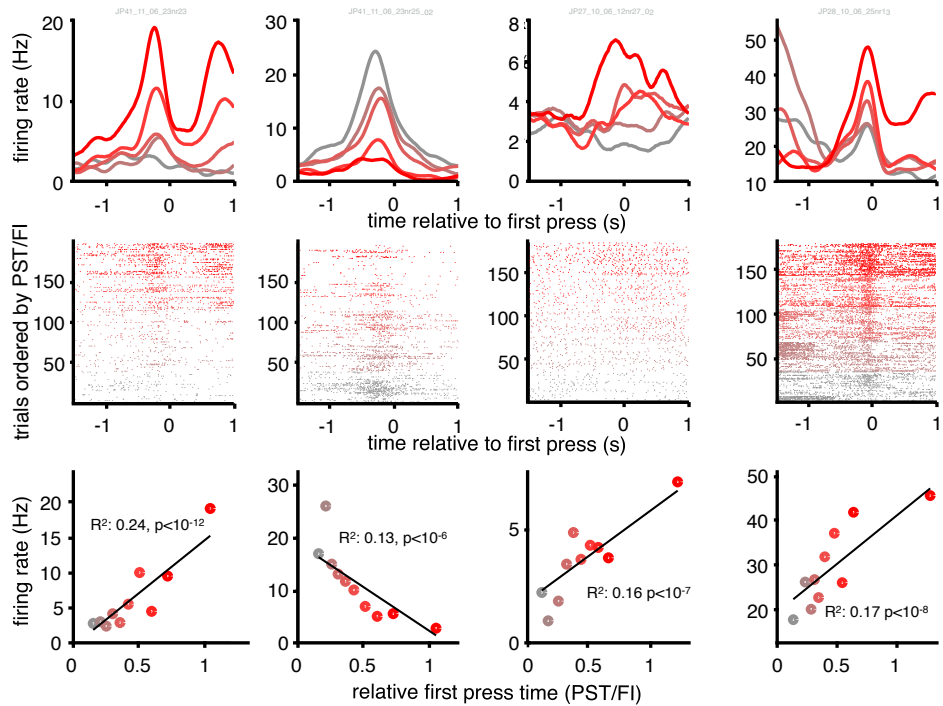 JP41_11_06_23nr23 JP41_11_06_23nr25_02 JP27_10_06_12nr27_02 JP28_10_06_25nr13
firing rate (Hz)
20 10 0
30 20 10 0
8 6 4 2 0
50 40 30 20 10
-1 0 1 -1 0 1 -1 0 1 -1 0 1
time relative to first press (s)
trials ordered by PST/FI
150 100 50
150 100 50
150 100 50
150 100 50
-1 0 1 -1 0 1 -1 0 1 -1 0 1
time relative to first press (s)
firing rate (Hz)
20 15 10 5 0
30 20 10 0
5 0
50 40 30 20
R²: 0.24, p<10⁻¹²
R²: 0.13, p<10⁻⁶
R²: 0.16 p<10⁻⁷
R²: 0.17 p<10⁻⁸
0 0.5 1 0 0.5 1 0 0.5 1 0 0.5 1
relative first press time (PST/FI)